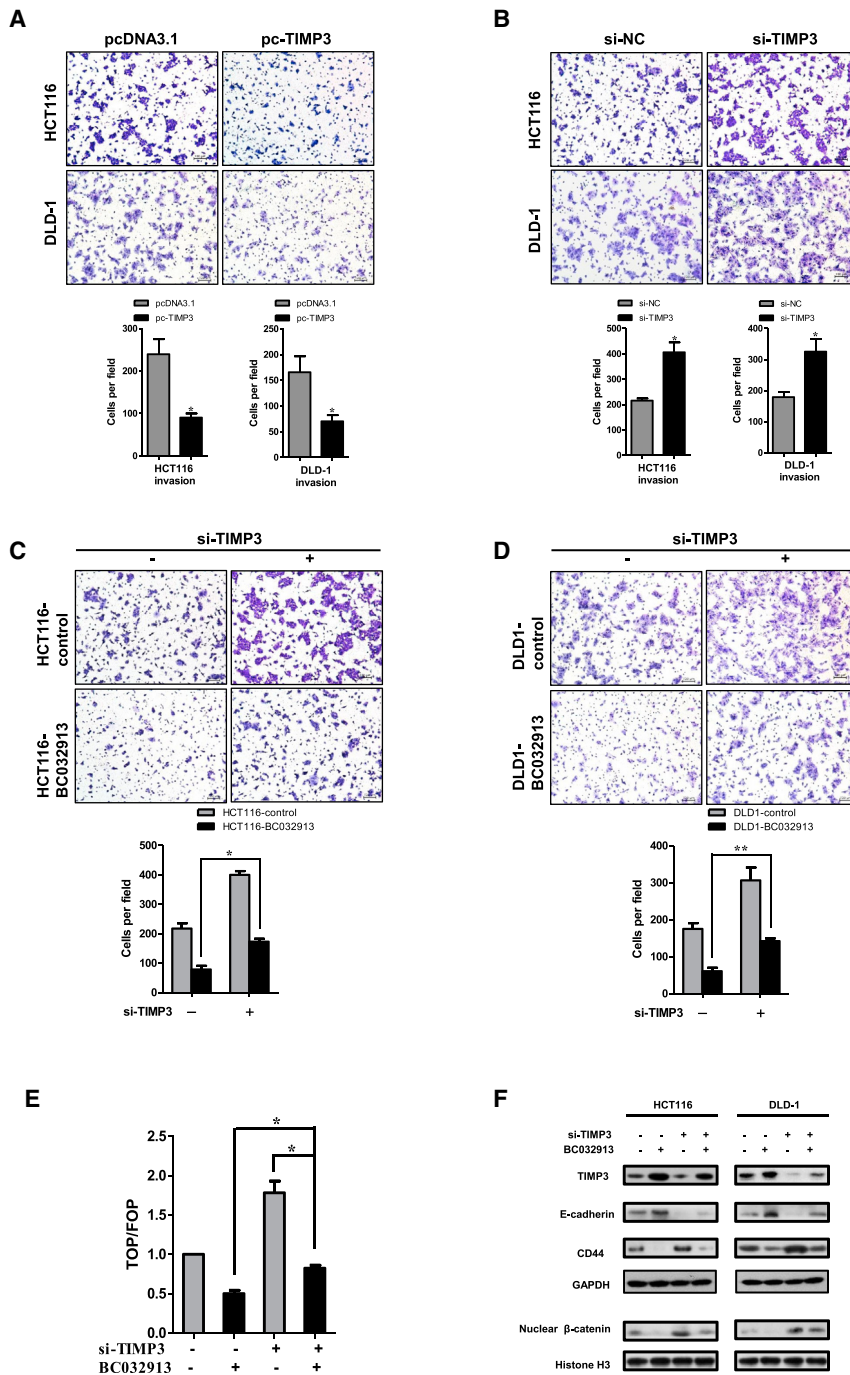 A
pcDNA3.1 pc-TIMP3
HCT116
DLD-1
pcDNA3.1
pc-TIMP3
Cells per field
300
200
100
0
*
HCT116
invasion
pcDNA3.1
pc-TIMP3
Cells per field
250
200
150
100
50
0
*
DLD-1
invasion
B
si-NC si-TIMP3
HCT116
DLD-1
si-NC
si-TIMP3
Cells per field
500
400
300
200
100
0
*
HCT116
invasion
si-NC
si-TIMP3
Cells per field
400
300
200
100
0
*
DLD-1
invasion
C
si-TIMP3
- +
HCT116-
control
HCT116-
BC032913
HCT116-control
HCT116-BC032913
Cells per field
500
400
300
200
100
0
*
si-TIMP3 – +
D
si-TIMP3
- +
DLD1-
control
DLD1-
BC032913
DLD1-control
DLD1-BC032913
Cells per field
400
300
200
100
0
**
si-TIMP3 – +
E
TOP/FOP
2.5
2.0
1.5
1.0
0.5
0.0
*
*
si-TIMP3 - - + +
BC032913 - + - +
F
HCT116 DLD-1
si-TIMP3 - - + + - - + +
BC032913 - + - + - + - +
TIMP3
E-cadherin
CD44
GAPDH
Nuclear β-catenin
Histone H3